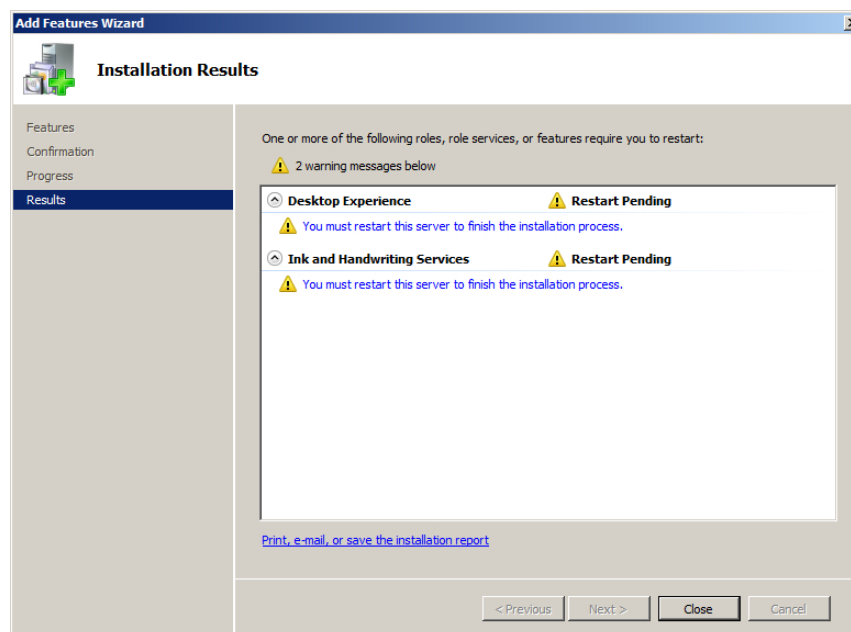 Add Features Wizard
Installation Results
Features
Confirmation
Progress
Results
One or more of the following roles, role services, or features require you to restart:
2 warning messages below
Desktop Experience Restart Pending
You must restart this server to finish the installation process.
Ink and Handwriting Services Restart Pending
You must restart this server to finish the installation process.
Print, e-mail, or save the installation report
< Previous Next > Close Cancel